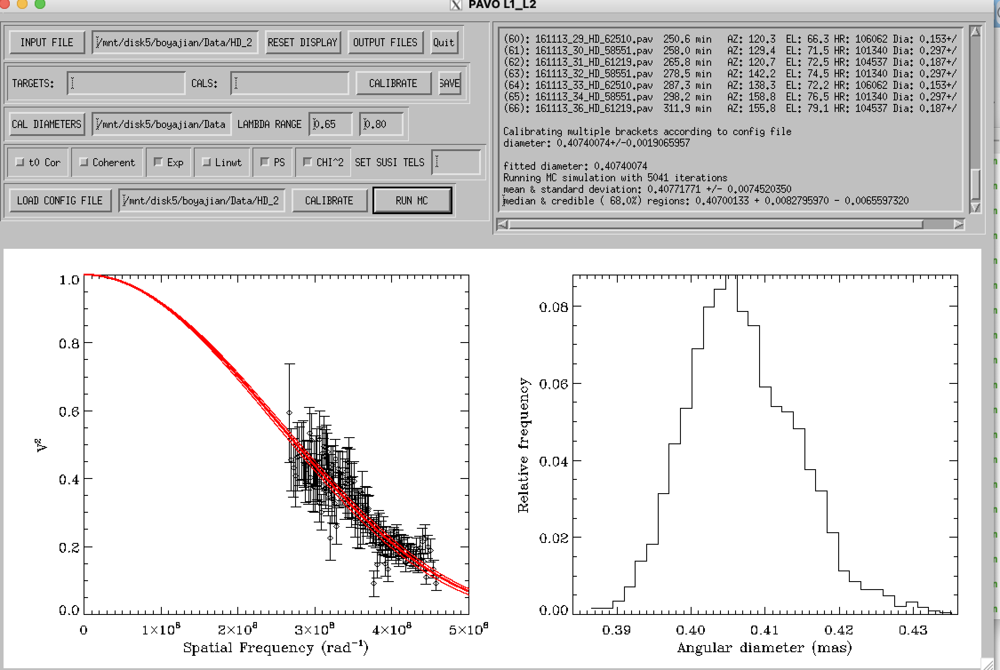 PAVO L1_L2
INPUT FILE /mnt/disk5/boyajian/Data/HD_2 RESET DISPLAY OUTPUT FILES Quit
TARGETS: CALS: CALIBRATE SAVE
CAL DIAMETERS /mnt/disk5/boyajian/Data LAMBDA RANGE 0.65 0.80
t0 Cor Coherent Exp Linwt PS CHI^2 SET SUSI TELS
LOAD CONFIG FILE /mnt/disk5/boyajian/Data/HD_2 CALIBRATE RUN MC
(60): 161113_29_HD_62510.pav 250.6 min AZ: 120.3 EL: 66.3 HR: 106062 Dia: 0.153+/
(61): 161113_30_HD_58551.pav 258.0 min AZ: 129.4 EL: 71.5 HR: 101340 Dia: 0.297+/
(62): 161113_31_HD_61219.pav 265.8 min AZ: 120.7 EL: 72.5 HR: 104537 Dia: 0.187+/
(63): 161113_32_HD_58551.pav 278.5 min AZ: 142.2 EL: 74.5 HR: 101340 Dia: 0.297+/
(64): 161113_33_HD_62510.pav 287.3 min AZ: 138.3 EL: 72.2 HR: 106062 Dia: 0.153+/
(65): 161113_34_HD_58551.pav 298.2 min AZ: 158.8 EL: 76.5 HR: 101340 Dia: 0.297+/
(66): 161113_36_HD_61219.pav 311.9 min AZ: 155.8 EL: 79.1 HR: 104537 Dia: 0.187+/
Calibrating multiple brackets according to config file
diameter: 0.40740074+/-0.0019065957
fitted diameter: 0.40740074
Running MC simulation with 5041 iterations
mean & standard deviation: 0.40771771 +/- 0.0074520350
median & credible ( 68.0%) regions: 0.40700133 + 0.0082795970 - 0.0065597320
V²
1.0
0.8
0.6
0.4
0.2
0.0
0 1×10⁸ 2×10⁸ 3×10⁸ 4×10⁸ 5×10⁸
Spatial Frequency (rad⁻¹)
Relative frequency
0.08
0.06
0.04
0.02
0.00
0.39 0.40 0.41 0.42 0.43
Angular diameter (mas)